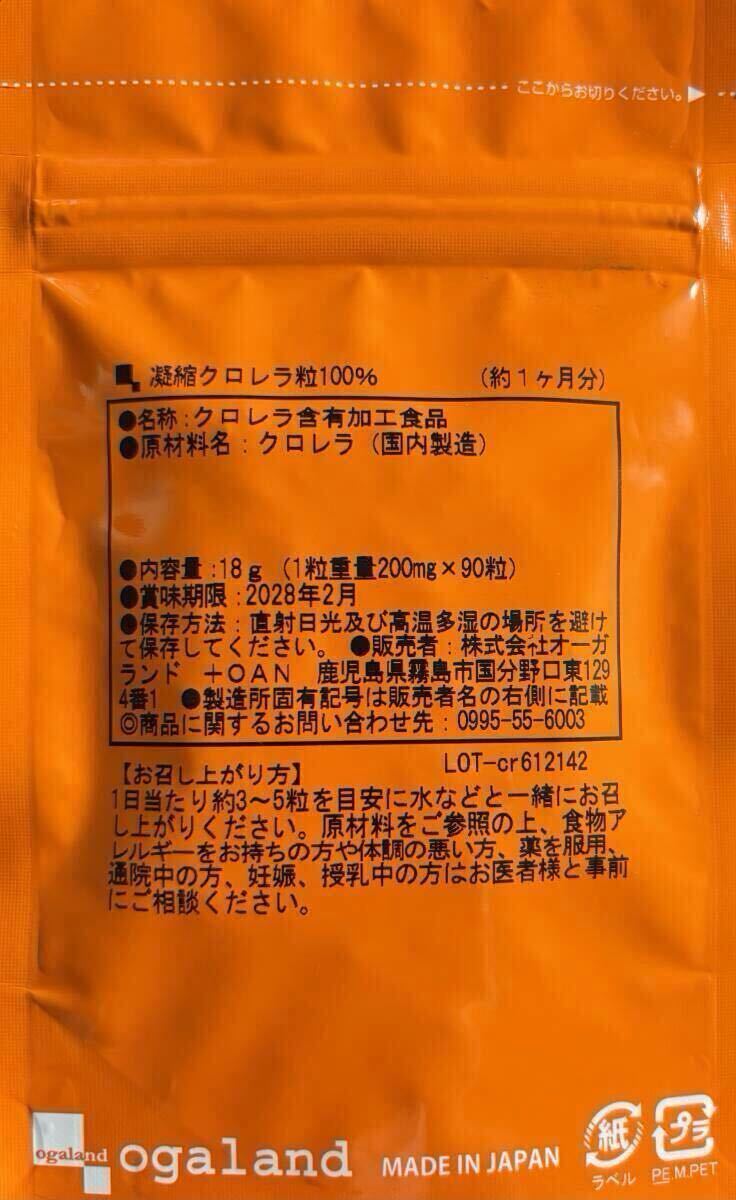 ここからお切りください。
凝縮クロレラ粒100% (約1ヶ月分)
●名称:クロレラ含有加工食品
●原材料名:クロレラ(国内製造)
●内容量:18g(1粒重量200mg×90粒)
●賞味期限:2028年2月
●保存方法:直射日光及び高温多湿の場所を避け
て保存してください。 ●販売者:株式会社オーガ
ランド +OAN 鹿児島県霧島市国分野口東129
4番1 ●製造所固有記号は販売者名の右側に記載
◎商品に関するお問い合わせ先:0995-55-6003
LOT-cr612142
【お召し上がり方】
1日当たり約3~5粒を目安に水などと一緒にお召
し上がりください。原材料をご参照の上、食物ア
レルギーをお持ちの方や体調の悪い方、薬を服用、
通院中の方、妊娠、授乳中の方はお医者様と事前
にご相談ください。
ogaland
ogaland MADE IN JAPAN
紙
ラベル
プラ
PE.M.PET